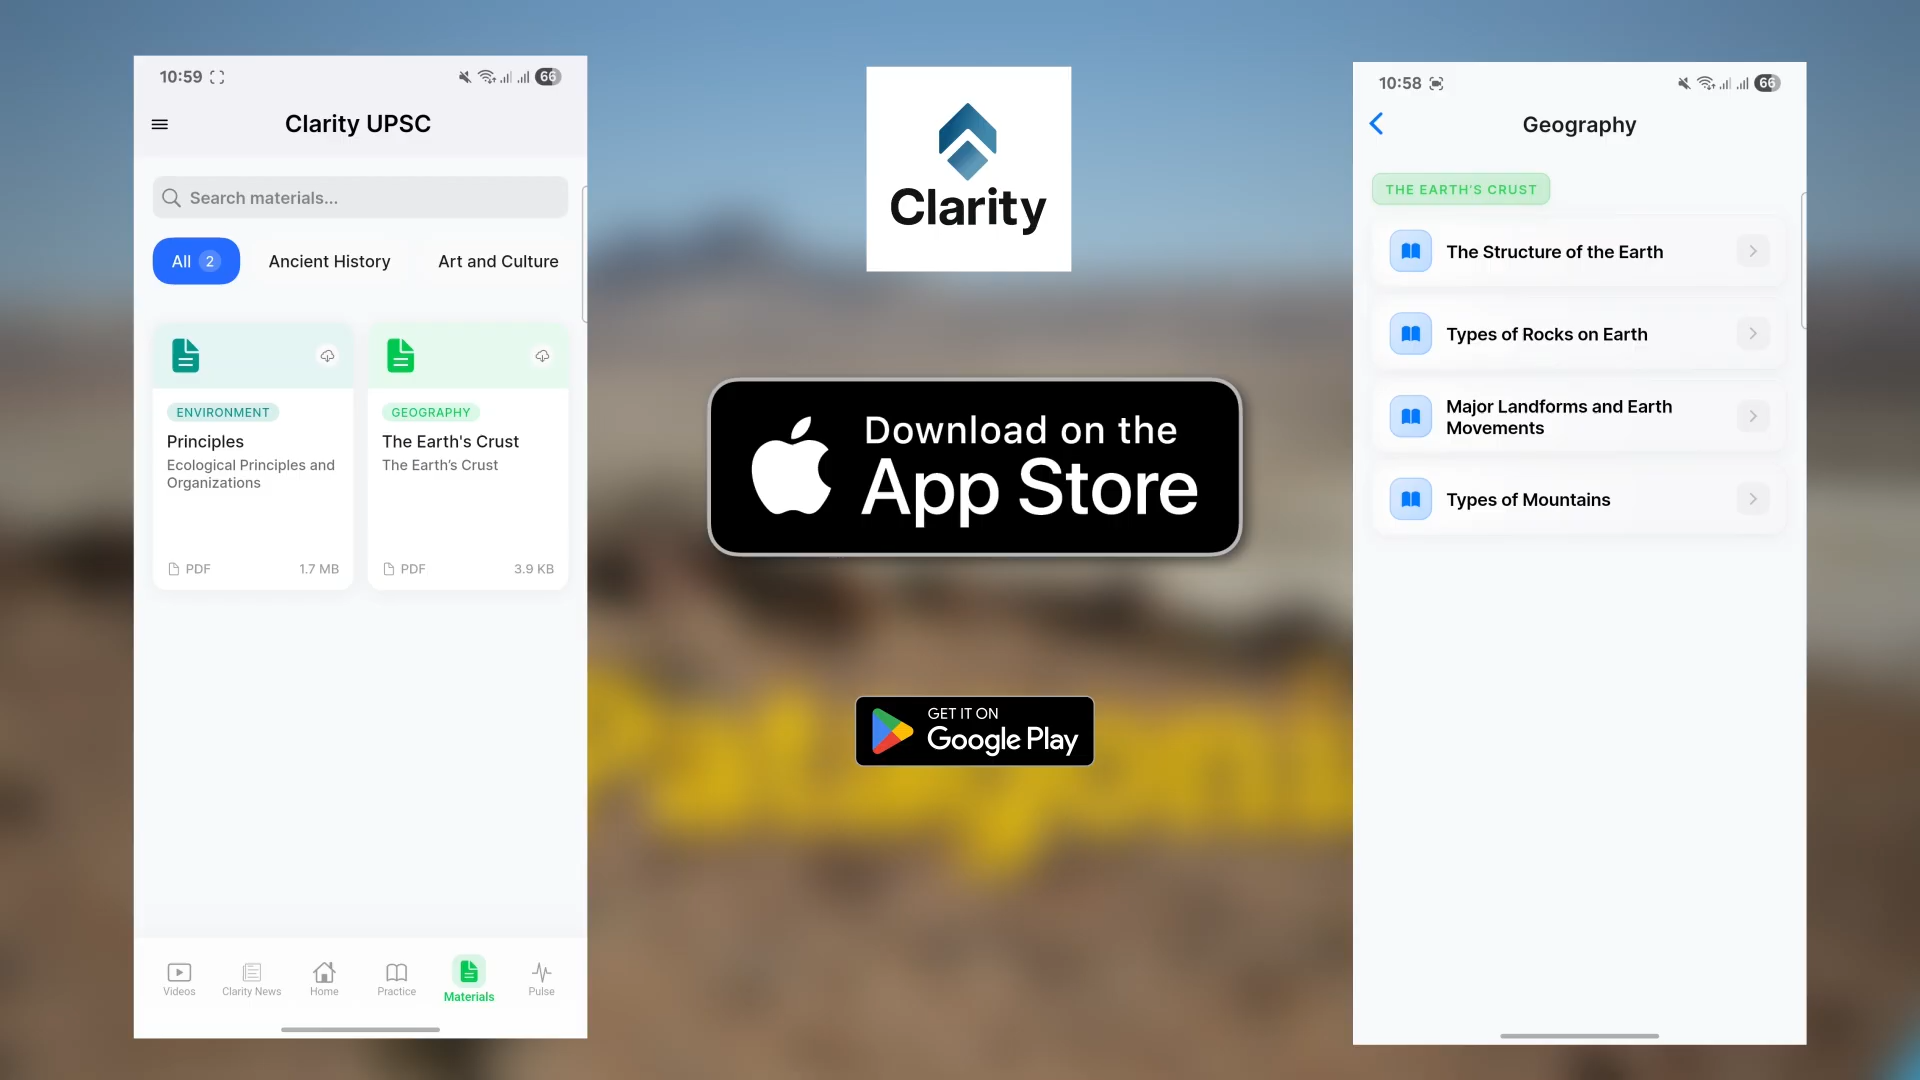 10:59
66
Clarity UPSC
Search materials...
All 2
Ancient History
Art and Culture
ENVIRONMENT
Principles
Ecological Principles and
Organizations
PDF
1.7 MB
GEOGRAPHY
The Earth's Crust
The Earth’s Crust
PDF
3.9 KB
Videos
Clarity News
Home
Practice
Materials
Pulse
Clarity
Download on the
App Store
GET IT ON
Google Play
Patagoni
10:58
66
Geography
THE EARTH’S CRUST
The Structure of the Earth
Types of Rocks on Earth
Major Landforms and Earth
Movements
Types of Mountains